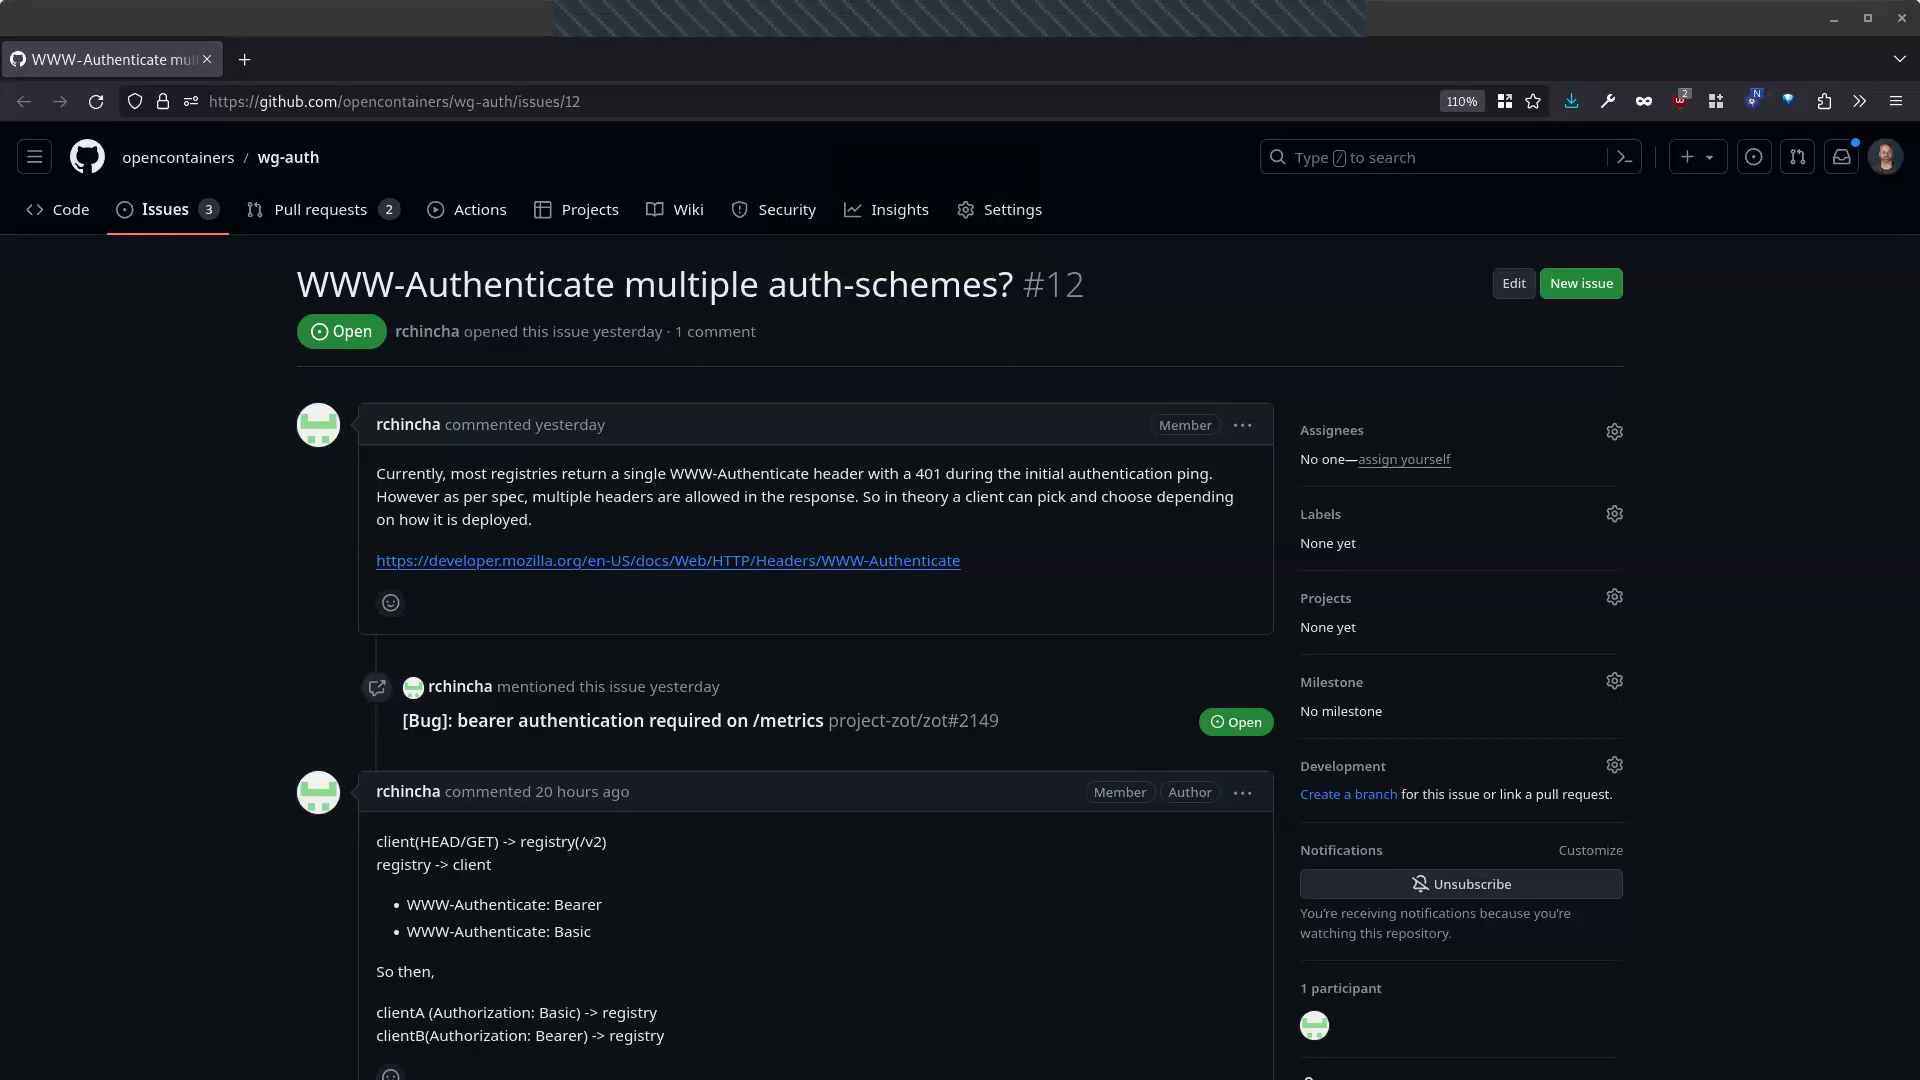 WWW-Authenticate mul
https://github.com/opencontainers/wg-auth/issues/12
110%
2
N
opencontainers / wg-auth
Type / to search
Code
Issues 3
Pull requests 2
Actions
Projects
Wiki
Security
Insights
Settings
WWW-Authenticate multiple auth-schemes? #12
Edit
New issue
Open
rchincha opened this issue yesterday · 1 comment
rchincha commented yesterday
Member
Currently, most registries return a single WWW-Authenticate header with a 401 during the initial authentication ping.
However as per spec, multiple headers are allowed in the response. So in theory a client can pick and choose depending
on how it is deployed.
https://developer.mozilla.org/en-US/docs/Web/HTTP/Headers/WWW-Authenticate
rchincha mentioned this issue yesterday
[Bug]: bearer authentication required on /metrics project-zot/zot#2149
Open
rchincha commented 20 hours ago
Member
Author
client(HEAD/GET) -> registry(/v2)
registry -> client
• WWW-Authenticate: Bearer
• WWW-Authenticate: Basic
So then,
clientA (Authorization: Basic) -> registry
clientB(Authorization: Bearer) -> registry
Assignees
No one—assign yourself
Labels
None yet
Projects
None yet
Milestone
No milestone
Development
Create a branch for this issue or link a pull request.
Notifications
Customize
Unsubscribe
You're receiving notifications because you're
watching this repository.
1 participant